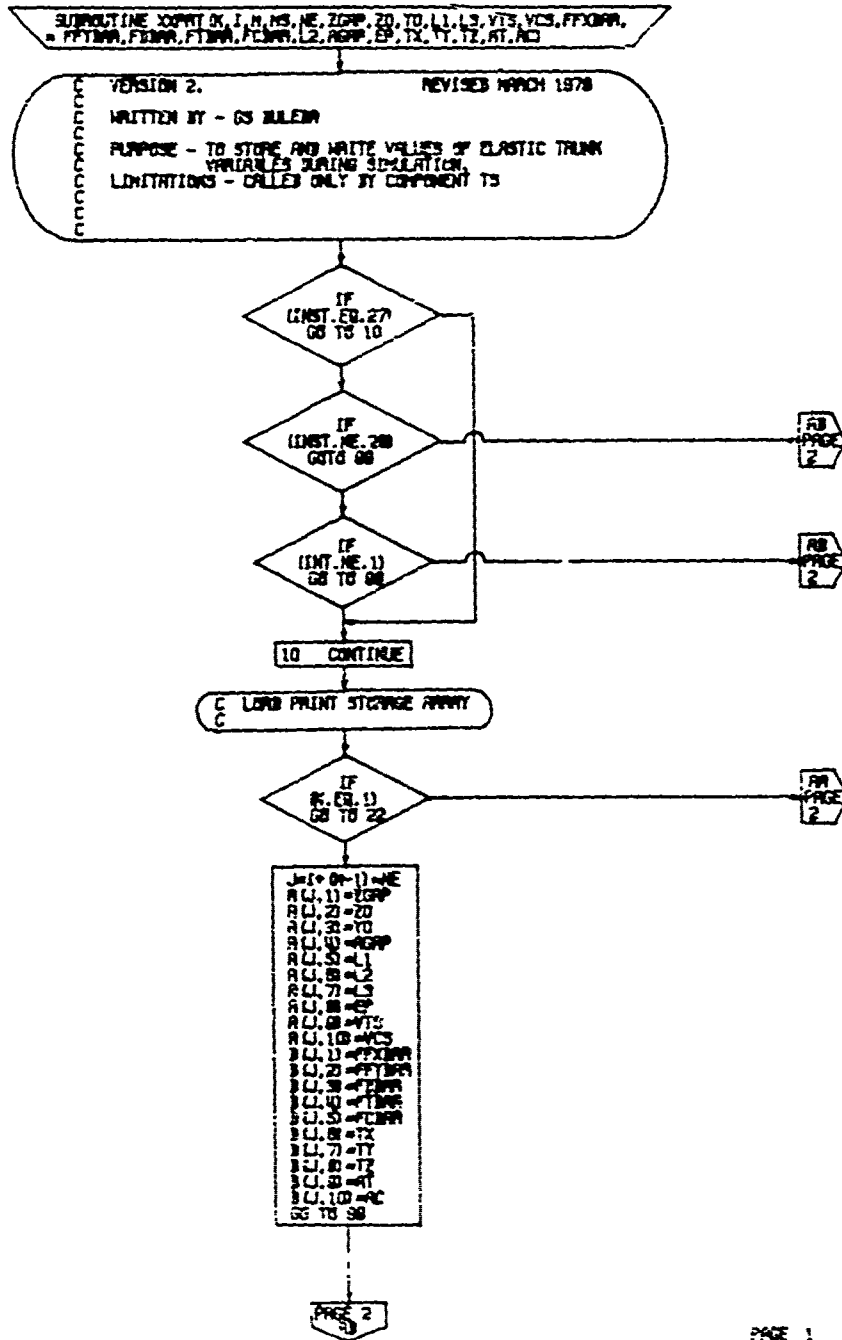 SUBROUTINE XXPRT(K,I,M,MS,NE,ZGAP,ZO,YO,L1,L3,VTS,VCS,FFXBAR,
* FFYBAR,FDBAR,FTBAR,FCBAR,L2,AGAP,EP,TX,TY,TZ,AT,AC)
C VERSION 2. REVISED MARCH 1978
C
C WRITTEN BY - GS DULEBA
C
C PURPOSE - TO STORE AND WRITE VALUES OF ELASTIC TRUNK
C VARIABLES DURING SIMULATION.
C LIMITATIONS - CALLED ONLY BY COMPONENT TS
C
C
C
IF
(INST.EQ.27)
GO TO 10
IF
(INST.NE.28)
GOTO 98
AB
PAGE
2
IF
(INT.NE.1)
GO TO 98
AB
PAGE
2
10 CONTINUE
C LOAD PRINT STORAGE ARRAY
C
IF
(K.EQ.1)
GO TO 22
AA
PAGE
2
J=I+(M-1)*NE
A(J,1)=ZGAP
A(J,2)=ZO
A(J,3)=YO
A(J,4)=AGAP
A(J,5)=L1
A(J,6)=L2
A(J,7)=L3
A(J,8)=EP
A(J,9)=VTS
A(J,10)=VCS
B(J,1)=FFXBAR
B(J,2)=FFYBAR
B(J,3)=FDBAR
B(J,4)=FTBAR
B(J,5)=FCBAR
B(J,6)=TX
B(J,7)=TY
B(J,8)=TZ
B(J,9)=AT
B(J,10)=AC
GO TO 98
PAGE 2
PAGE 1